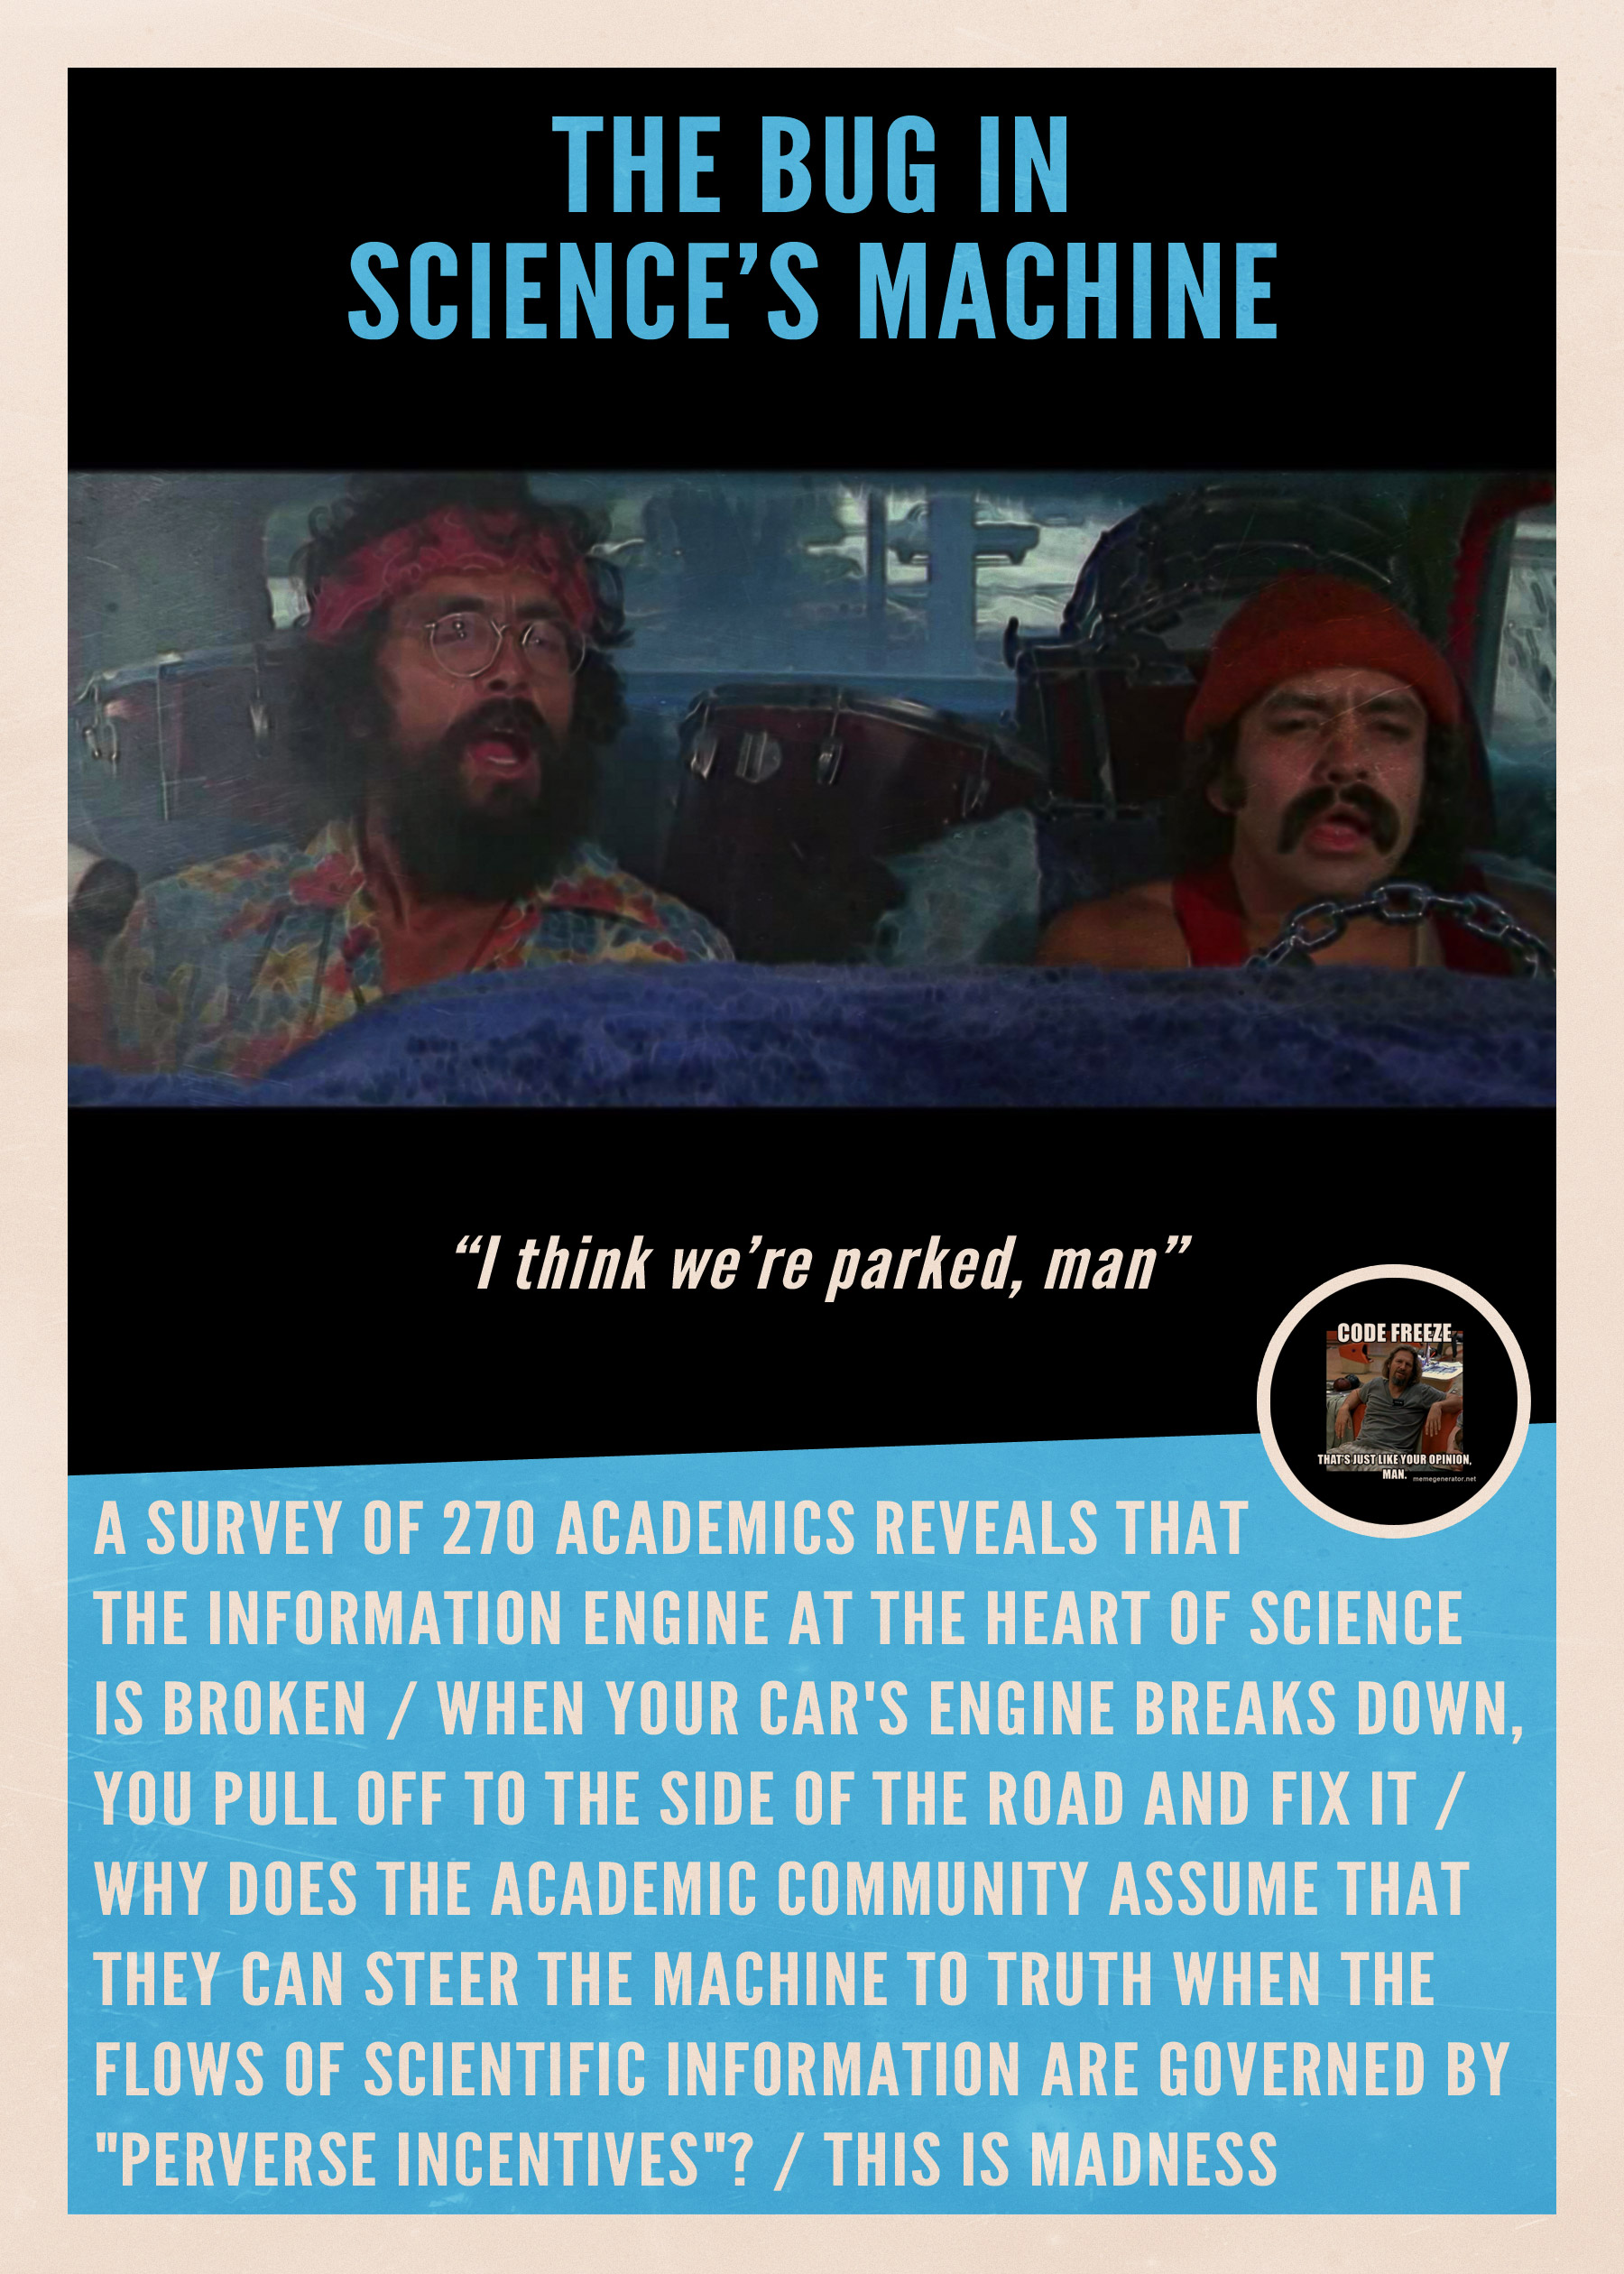 THE BUG IN
SCIENCE’S MACHINE
“I think we’re parked, man”
CODE FREEZE
THAT'S JUST LIKE YOUR OPINION,
MAN.
memegenerator.net
A SURVEY OF 270 ACADEMICS REVEALS THAT
THE INFORMATION ENGINE AT THE HEART OF SCIENCE
IS BROKEN / WHEN YOUR CAR'S ENGINE BREAKS DOWN,
YOU PULL OFF TO THE SIDE OF THE ROAD AND FIX IT /
WHY DOES THE ACADEMIC COMMUNITY ASSUME THAT
THEY CAN STEER THE MACHINE TO TRUTH WHEN THE
FLOWS OF SCIENTIFIC INFORMATION ARE GOVERNED BY
"PERVERSE INCENTIVES"? / THIS IS MADNESS